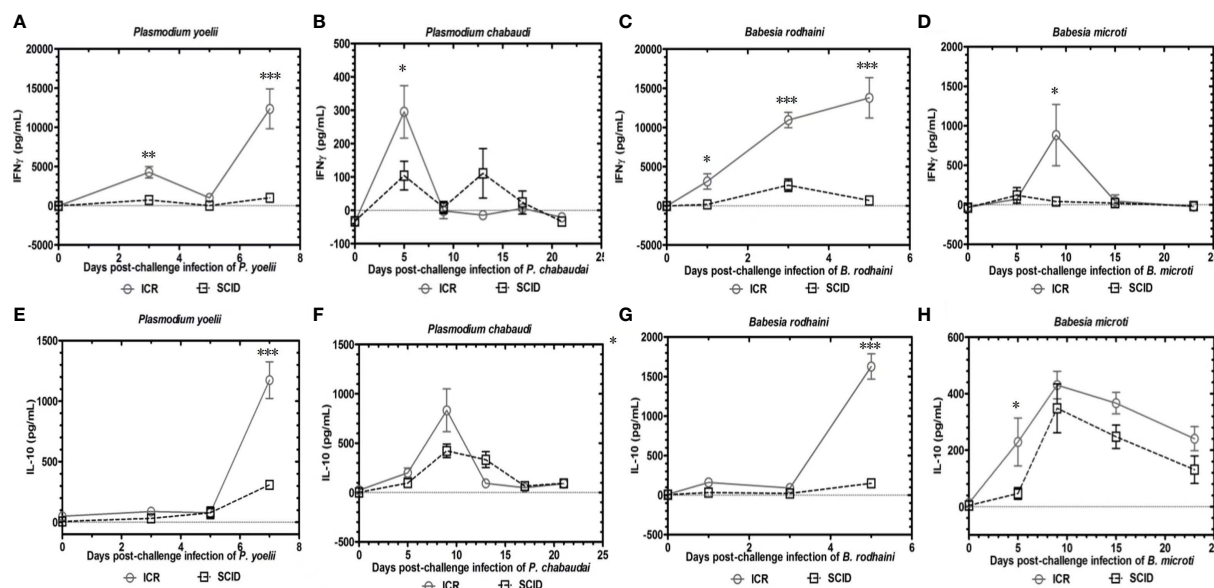 A
Plasmodium yoelii
20000
15000
10000
5000
0
-5000
IFNγ (pg/mL)
**
***
0 2 4 6 8
Days post-challenge infection of P. yoelii
ICR SCID
B
Plasmodium chabaudi
500
400
300
200
100
0
-100
IFNγ (pg/mL)
*
0 5 10 15 20 25
Days post-challenge infection of P. chabaudai
ICR SCID
C
Babesia rodhaini
20000
15000
10000
5000
0
-5000
IFNγ (pg/mL)
*
***
***
0 2 4 6
Days post-challenge infection of B. rodhaini
ICR SCID
D
Babesia microti
2000
1500
1000
500
0
-500
IFNγ (pg/mL)
*
0 5 10 15 20 25
Days post-challenge infection of B. microti
ICR SCID
E
Plasmodium yoelii
1500
1000
500
0
IL-10 (pg/mL)
***
0 2 4 6 8
Days post-challenge infection of P. yoelii
ICR SCID
F
Plasmodium chabaudi
*
1500
1000
500
0
-500
IL-10 (pg/mL)
0 5 10 15 20 25
Days post-challenge infection of P. chabaudai
ICR SCID
G
Babesia rodhaini
2000
1500
1000
500
0
-500
IL-10 (pg/mL)
***
0 2 4 6
Days post-challenge infection of B. rodhaini
ICR SCID
H
Babesia microti
600
400
200
0
IL-10 (pg/mL)
*
0 5 10 15 20 25
Days post-challenge infection of B. microti
ICR SCID